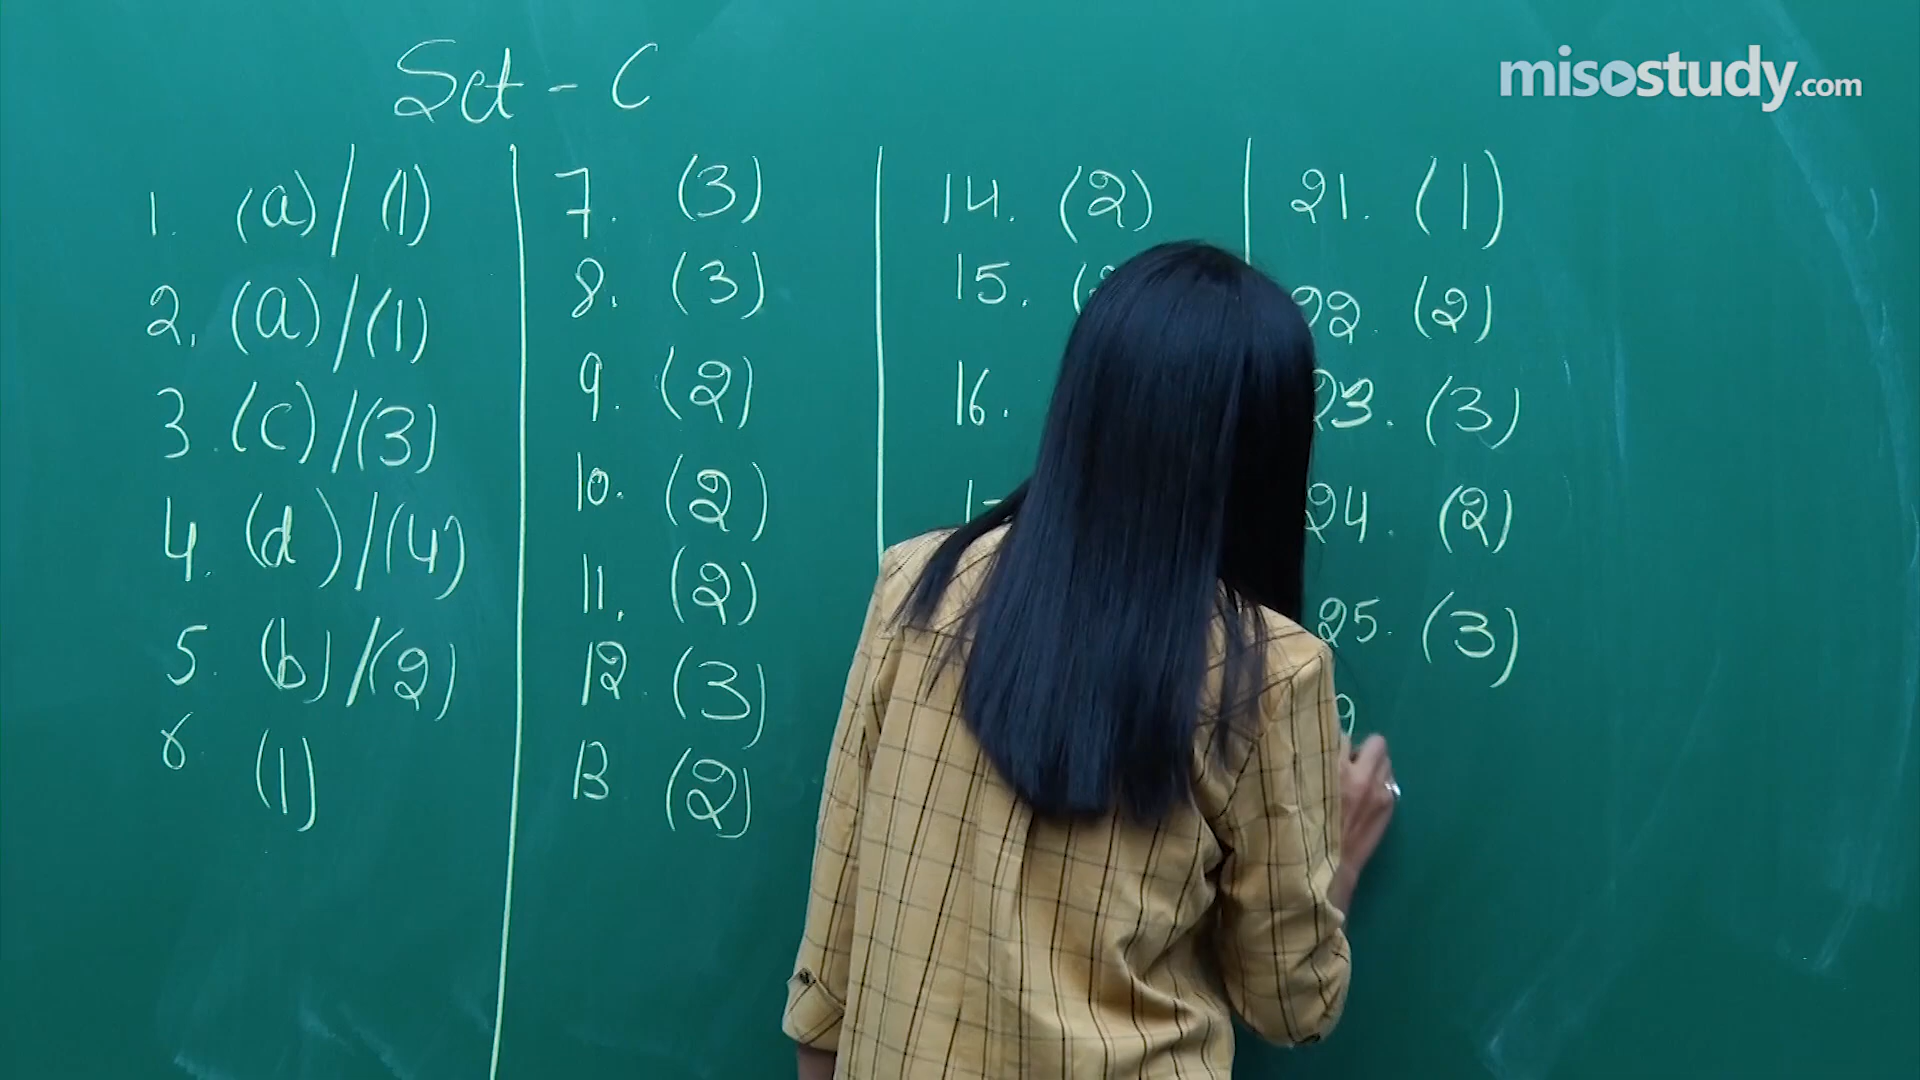 misostudy.com
Set - C
1. (a) / (1)
2. (a) / (1)
3. (c) / (3)
4. (d) / (4)
5. (b) / (2)
6 (1)
7. (3)
8. (3)
9. (2)
10. (2)
11. (2)
12 (3)
13 (2)
14. (2)
15.
16.
21. (1)
22. (2)
23. (3)
24. (2)
25. (3)